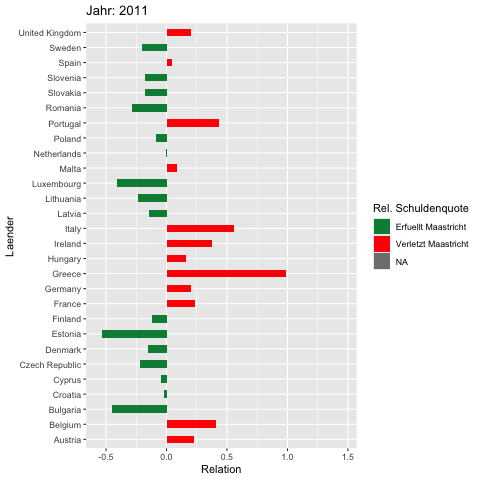 Jahr: 2011
United Kingdom
Sweden
Spain
Slovenia
Slovakia
Romania
Portugal
Poland
Netherlands
Malta
Luxembourg
Lithuania
Latvia
Italy
Ireland
Hungary
Greece
Germany
France
Finland
Estonia
Denmark
Czech Republic
Cyprus
Croatia
Bulgaria
Belgium
Austria
Laender
-0.5 0.0 0.5 1.0 1.5
Relation
Rel. Schuldenquote
Erfuellt Maastricht
Verletzt Maastricht
NA